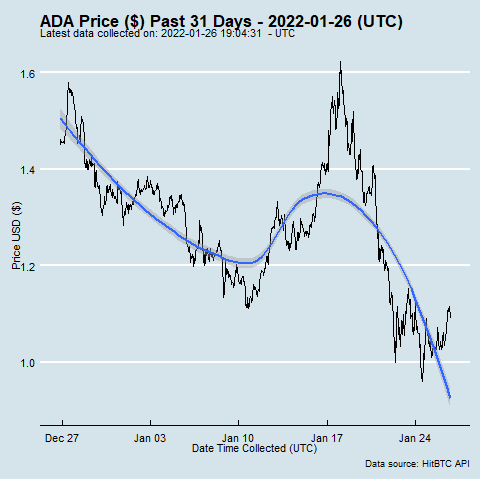 ADA Price ($) Past 31 Days - 2022-01-26 (UTC)
Latest data collected on: 2022-01-26 19:04:31 - UTC
1.6
1.4
1.2
1.0
Price USD ($)
Dec 27 Jan 03 Jan 10 Jan 17 Jan 24
Date Time Collected (UTC)
Data source: HitBTC API